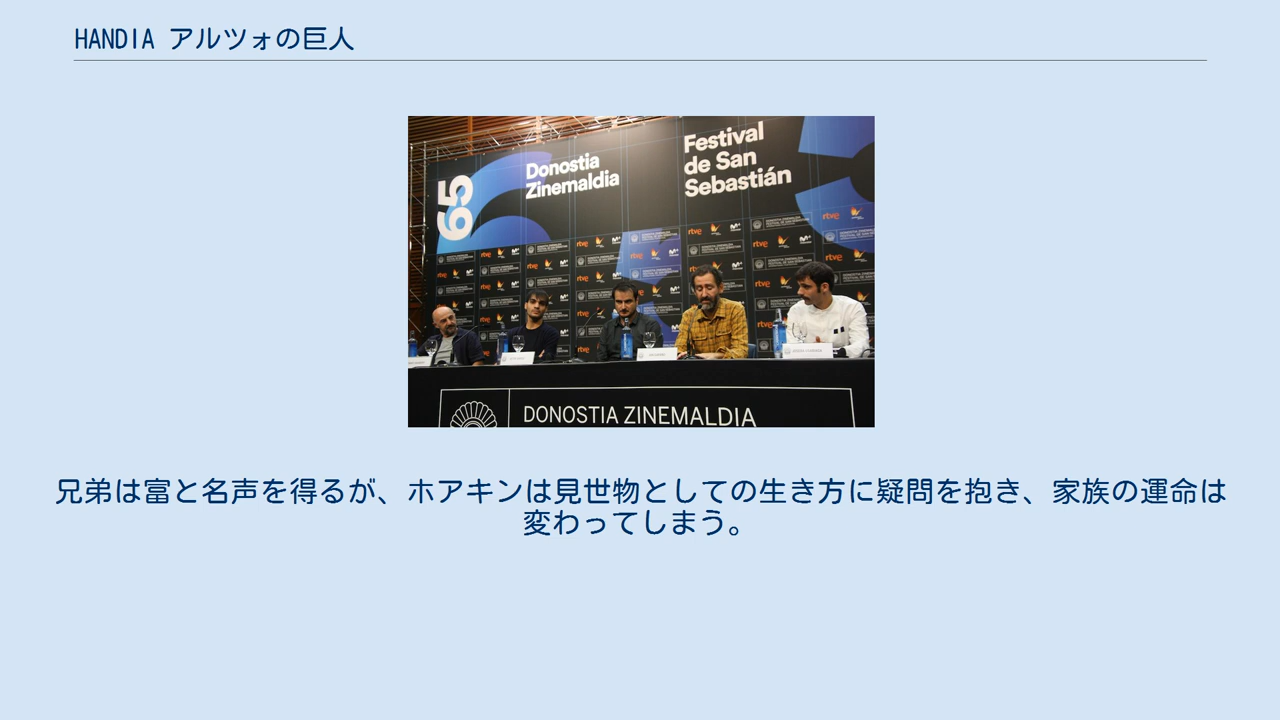 HANDIA アルツォの巨人
65
Donostia
Zinemaldia
Festival
de San
Sebastián
rtve
DONOSTIA ZINEMALDIA
兄弟は富と名声を得るが、ホアキンは見世物としての生き方に疑問を抱き、家族の運命は
変わってしまう。